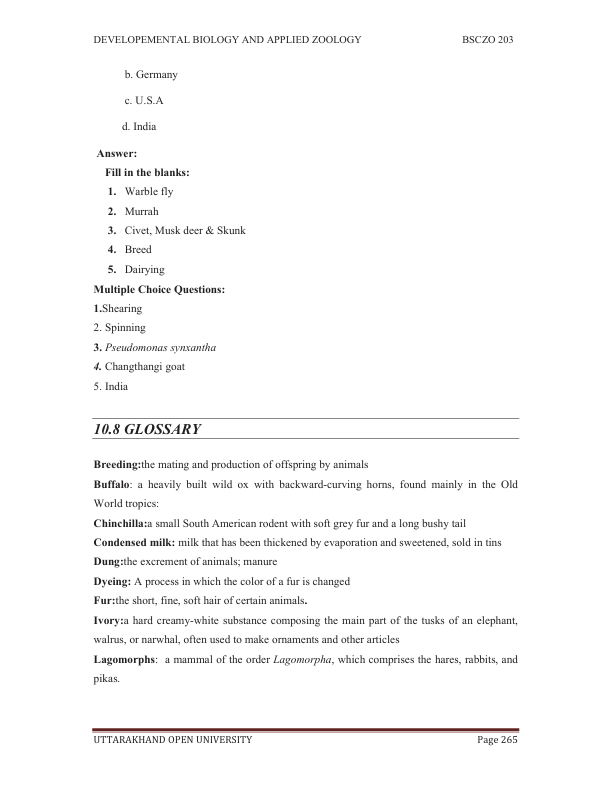 DEVELOPEMENTAL BIOLOGY AND APPLIED ZOOLOGY BSCZO 203
b. Germany
c. U.S.A
d. India
Answer:
Fill in the blanks:
1. Warble fly
2. Murrah
3. Civet, Musk deer & Skunk
4. Breed
5. Dairying
Multiple Choice Questions:
1.Shearing
2. Spinning
3. Pseudomonas synxantha
4. Changthangi goat
5. India
10.8 GLOSSARY
Breeding:the mating and production of offspring by animals
Buffalo: a heavily built wild ox with backward-curving horns, found mainly in the Old
World tropics:
Chinchilla:a small South American rodent with soft grey fur and a long bushy tail
Condensed milk: milk that has been thickened by evaporation and sweetened, sold in tins
Dung:the excrement of animals; manure
Dyeing: A process in which the color of a fur is changed
Fur:the short, fine, soft hair of certain animals.
Ivory:a hard creamy-white substance composing the main part of the tusks of an elephant,
walrus, or narwhal, often used to make ornaments and other articles
Lagomorphs: a mammal of the order Lagomorpha, which comprises the hares, rabbits, and
pikas.
UTTARAKHAND OPEN UNIVERSITY Page 265